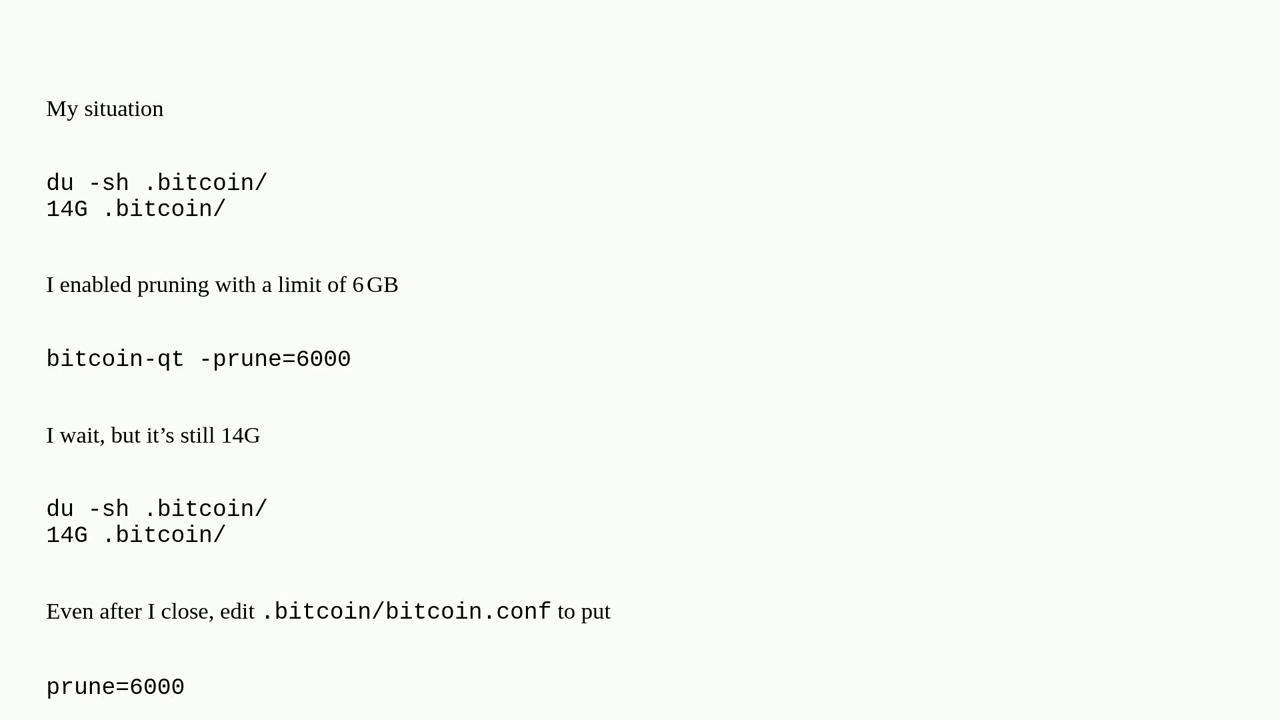 My situation
du -sh .bitcoin/
14G .bitcoin/
I enabled pruning with a limit of 6 GB
bitcoin-qt -prune=6000
I wait, but it’s still 14G
du -sh .bitcoin/
14G .bitcoin/
Even after I close, edit .bitcoin/bitcoin.conf to put
prune=6000